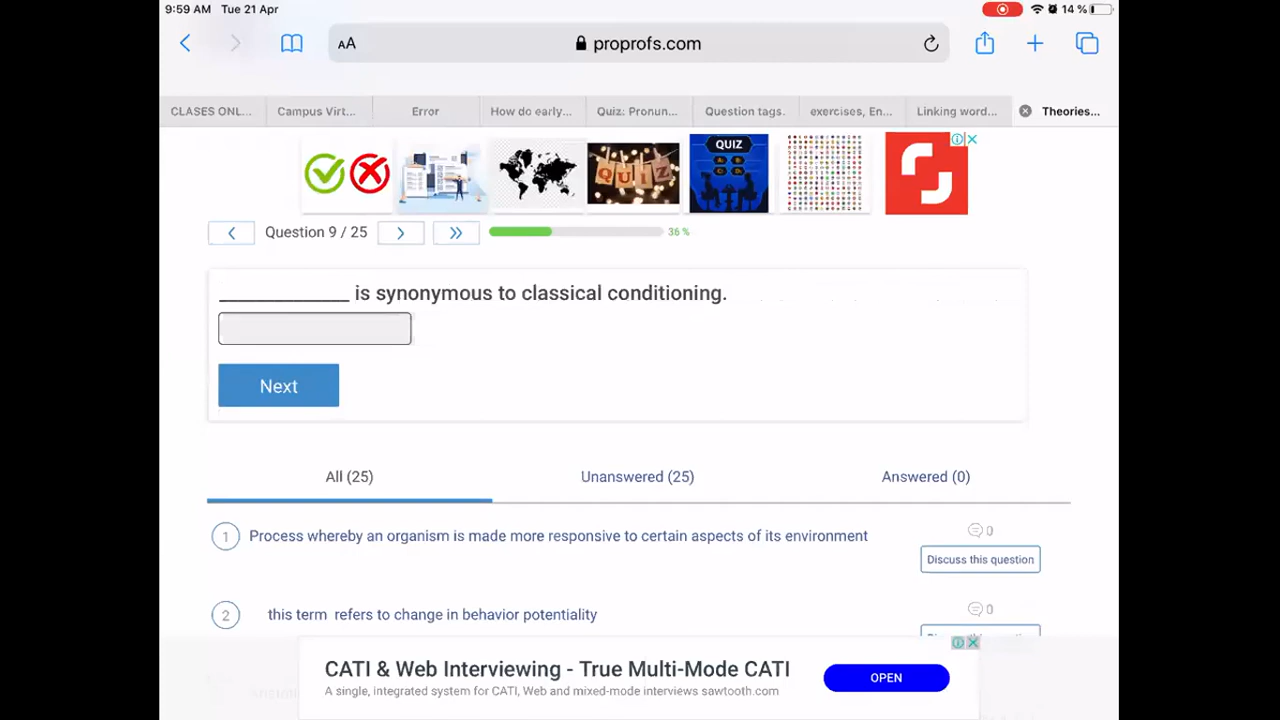 9:59 AM Tue 21 Apr
14 %
AA
proprofs.com
CLASES ONL... Campus Virt... Error How do early... Quiz: Pronun... Question tags. exercises, En... Linking word... Theories...
QUIZ
QUIZ
Question 9 / 25
36 %
_____________ is synonymous to classical conditioning.
Next
All (25) Unanswered (25) Answered (0)
1 Process whereby an organism is made more responsive to certain aspects of its environment
0
Discuss this question
2 this term refers to change in behavior potentiality
0
CATI & Web Interviewing - True Multi-Mode CATI
A single, integrated system for CATI, Web and mixed-mode interviews sawtooth.com
OPEN